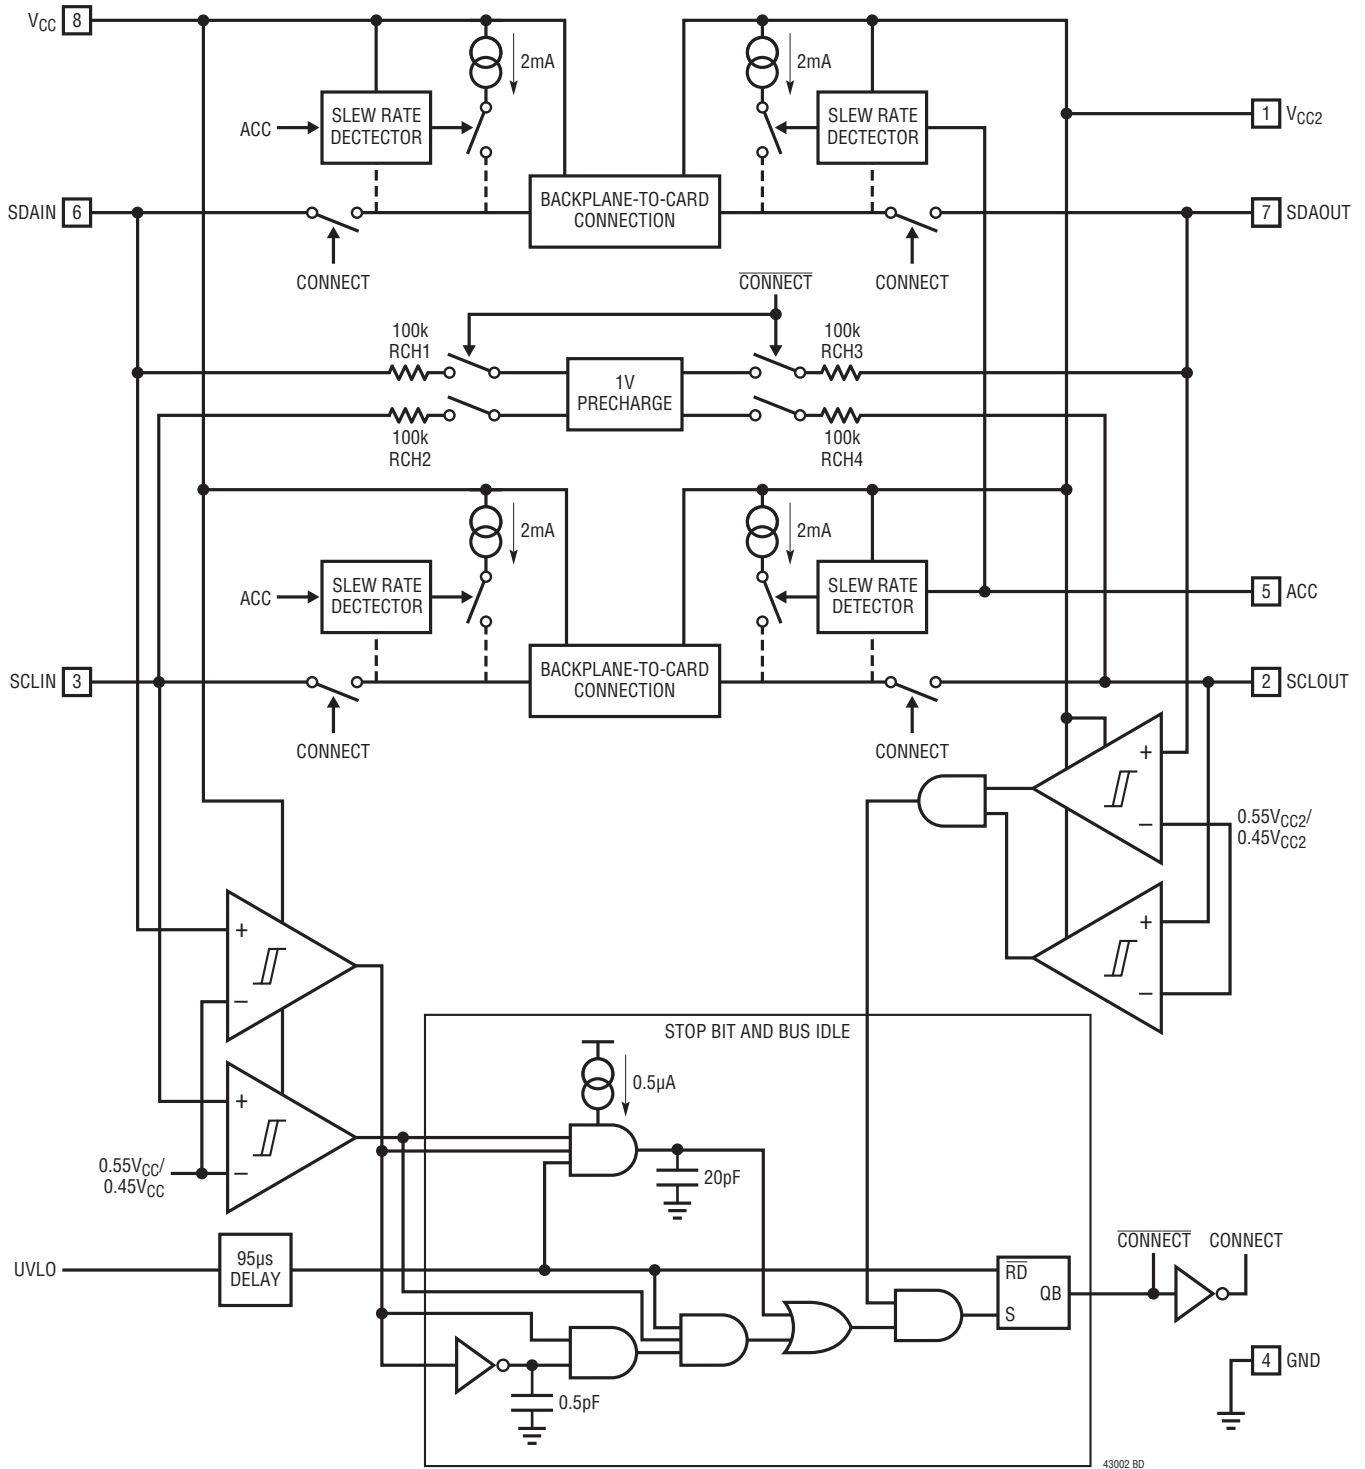 VCC 8
2mA
2mA
ACC
SLEW RATE
DECTECTOR
SLEW RATE
DECTECTOR
1 VCC2
SDAIN 6
BACKPLANE-TO-CARD
CONNECTION
7 SDAOUT
CONNECT
CONNECT
CONNECT
100k
RCH1
1V
PRECHARGE
100k
RCH3
100k
RCH2
100k
RCH4
2mA
2mA
ACC
SLEW RATE
DECTECTOR
SLEW RATE
DETECTOR
5 ACC
SCLIN 3
BACKPLANE-TO-CARD
CONNECTION
2 SCLOUT
CONNECT
CONNECT
+
–
0.55VCC2/
0.45VCC2
+
–
+
–
STOP BIT AND BUS IDLE
0.5µA
+
–
0.55VCC/
0.45VCC
20pF
UVLO
95µs
DELAY
RD
QB
S
CONNECT
CONNECT
0.5pF
4 GND
43002 BD